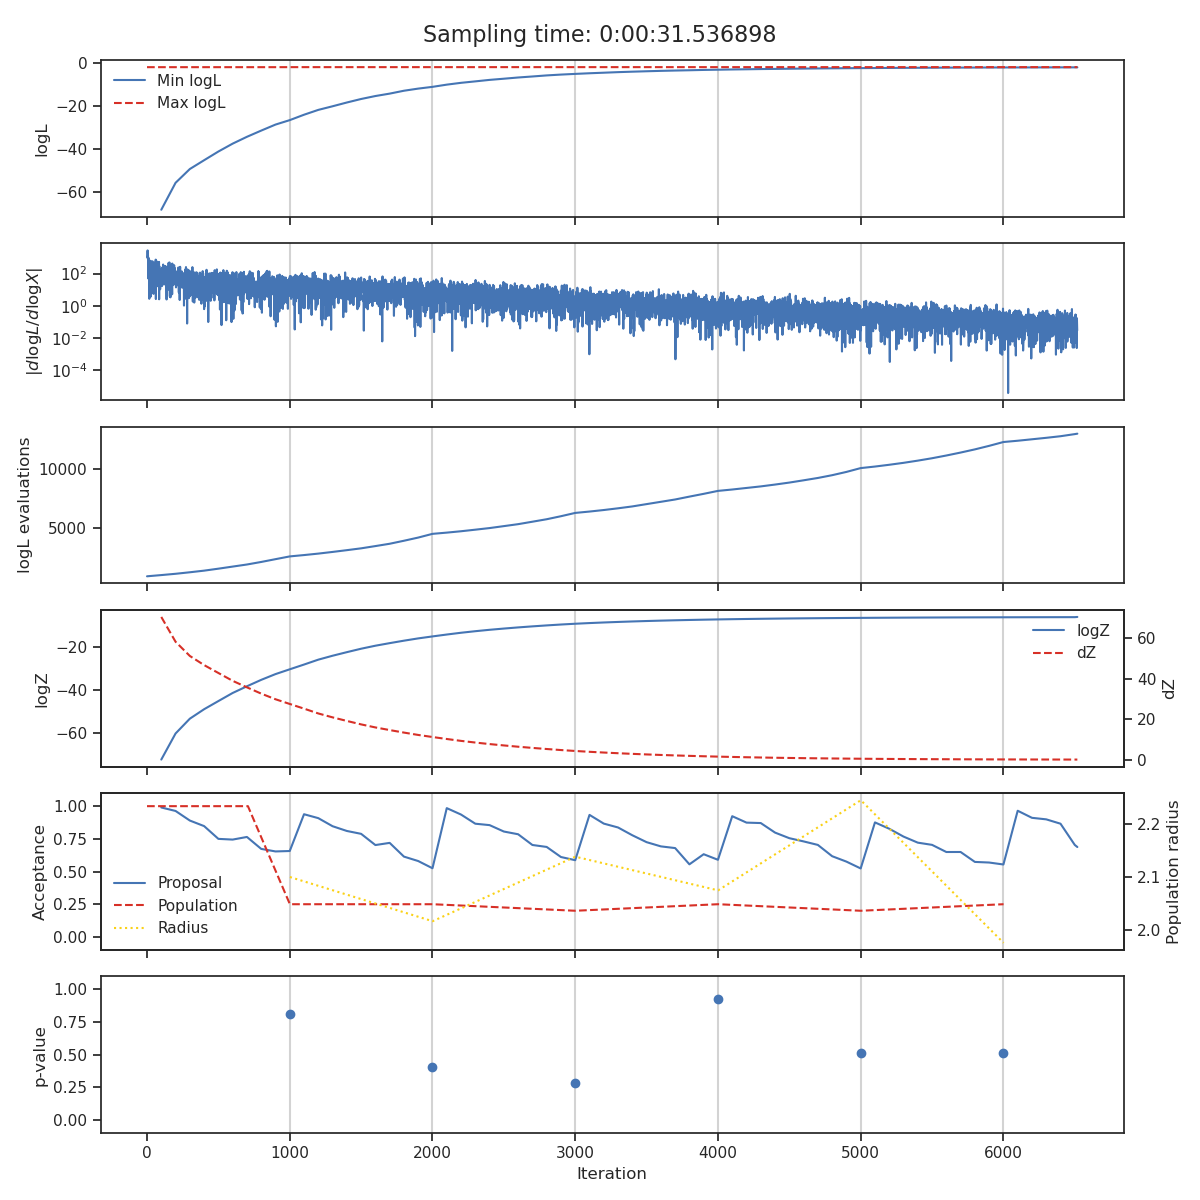 Sampling time: 0:00:31.536898
logL
0
−20
−40
−60
Min logL
Max logL
|dlogL/dlogX|
10²
10⁰
10⁻²
10⁻⁴
logL evaluations
10000
5000
logZ
−20
−40
−60
logZ
dZ
60
40
20
0
dZ
Acceptance
1.00
0.75
0.50
0.25
0.00
Proposal
Population
Radius
2.2
2.1
2.0
Population radius
p-value
1.00
0.75
0.50
0.25
0.00
0 1000 2000 3000 4000 5000 6000
Iteration